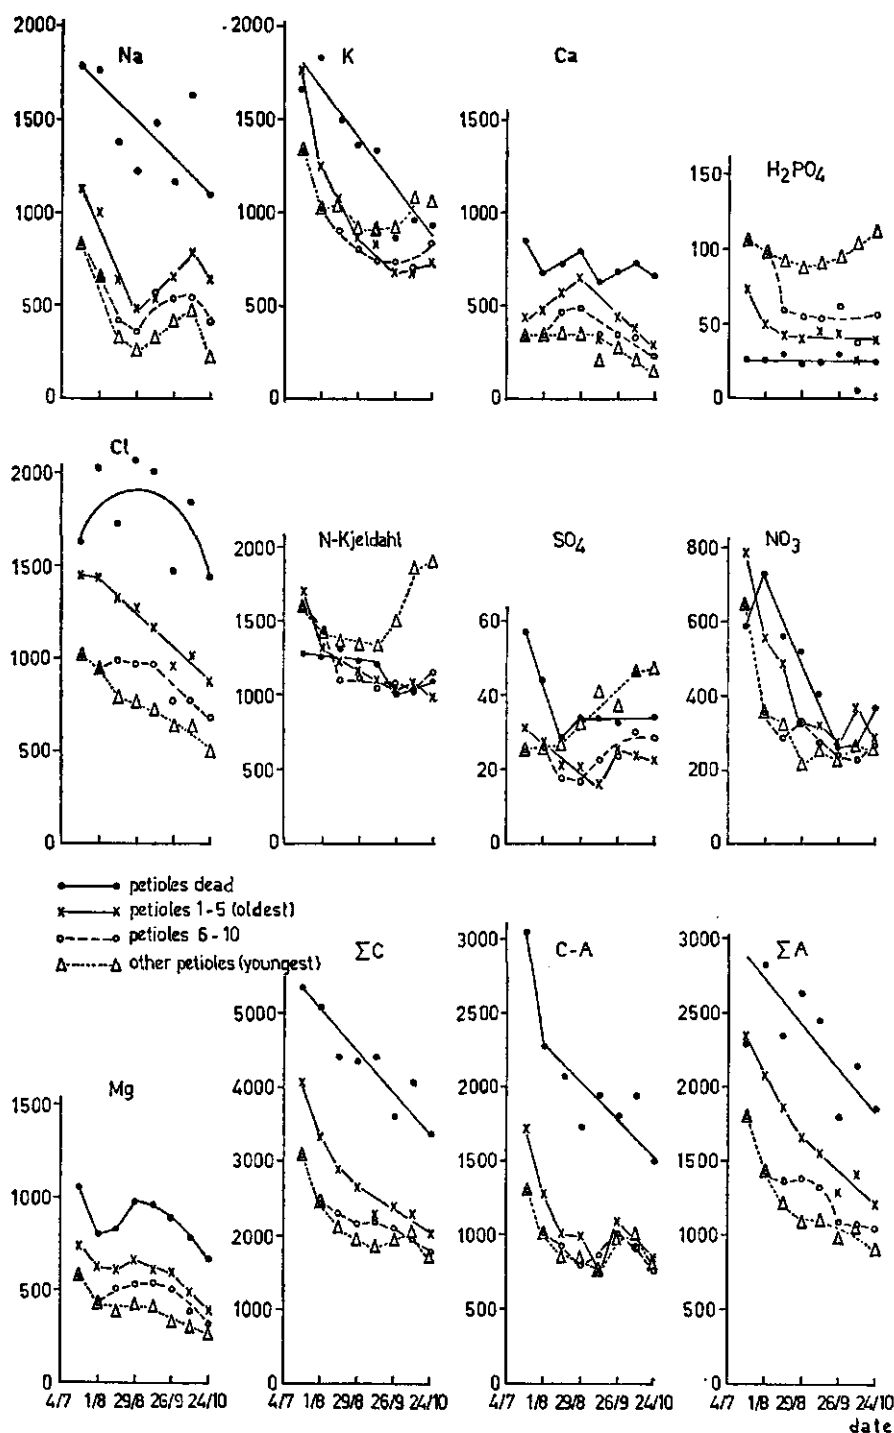 Na
2000
1500
1000
500
0
K
2000
1500
1000
500
0
Ca
1500
1000
500
0
H₂PO₄
150
100
50
0
Cl
2000
1500
1000
500
0
N-Kjeldahl
2000
1500
1000
500
0
SO₄
60
40
20
0
NO₃
800
600
400
200
0
petioles dead
petioles 1-5 (oldest)
petioles 6-10
other petioles (youngest)
Mg
1500
1000
500
0
4/7 1/8 29/8 26/9 24/10
ΣC
5000
4000
3000
2000
1000
0
4/7 1/8 29/8 26/9 24/10
C-A
3000
2500
2000
1500
1000
500
0
4/7 1/8 29/8 26/9 24/10
ΣA
3000
2500
2000
1500
1000
500
0
4/7 1/8 29/8 26/9 24/10
date